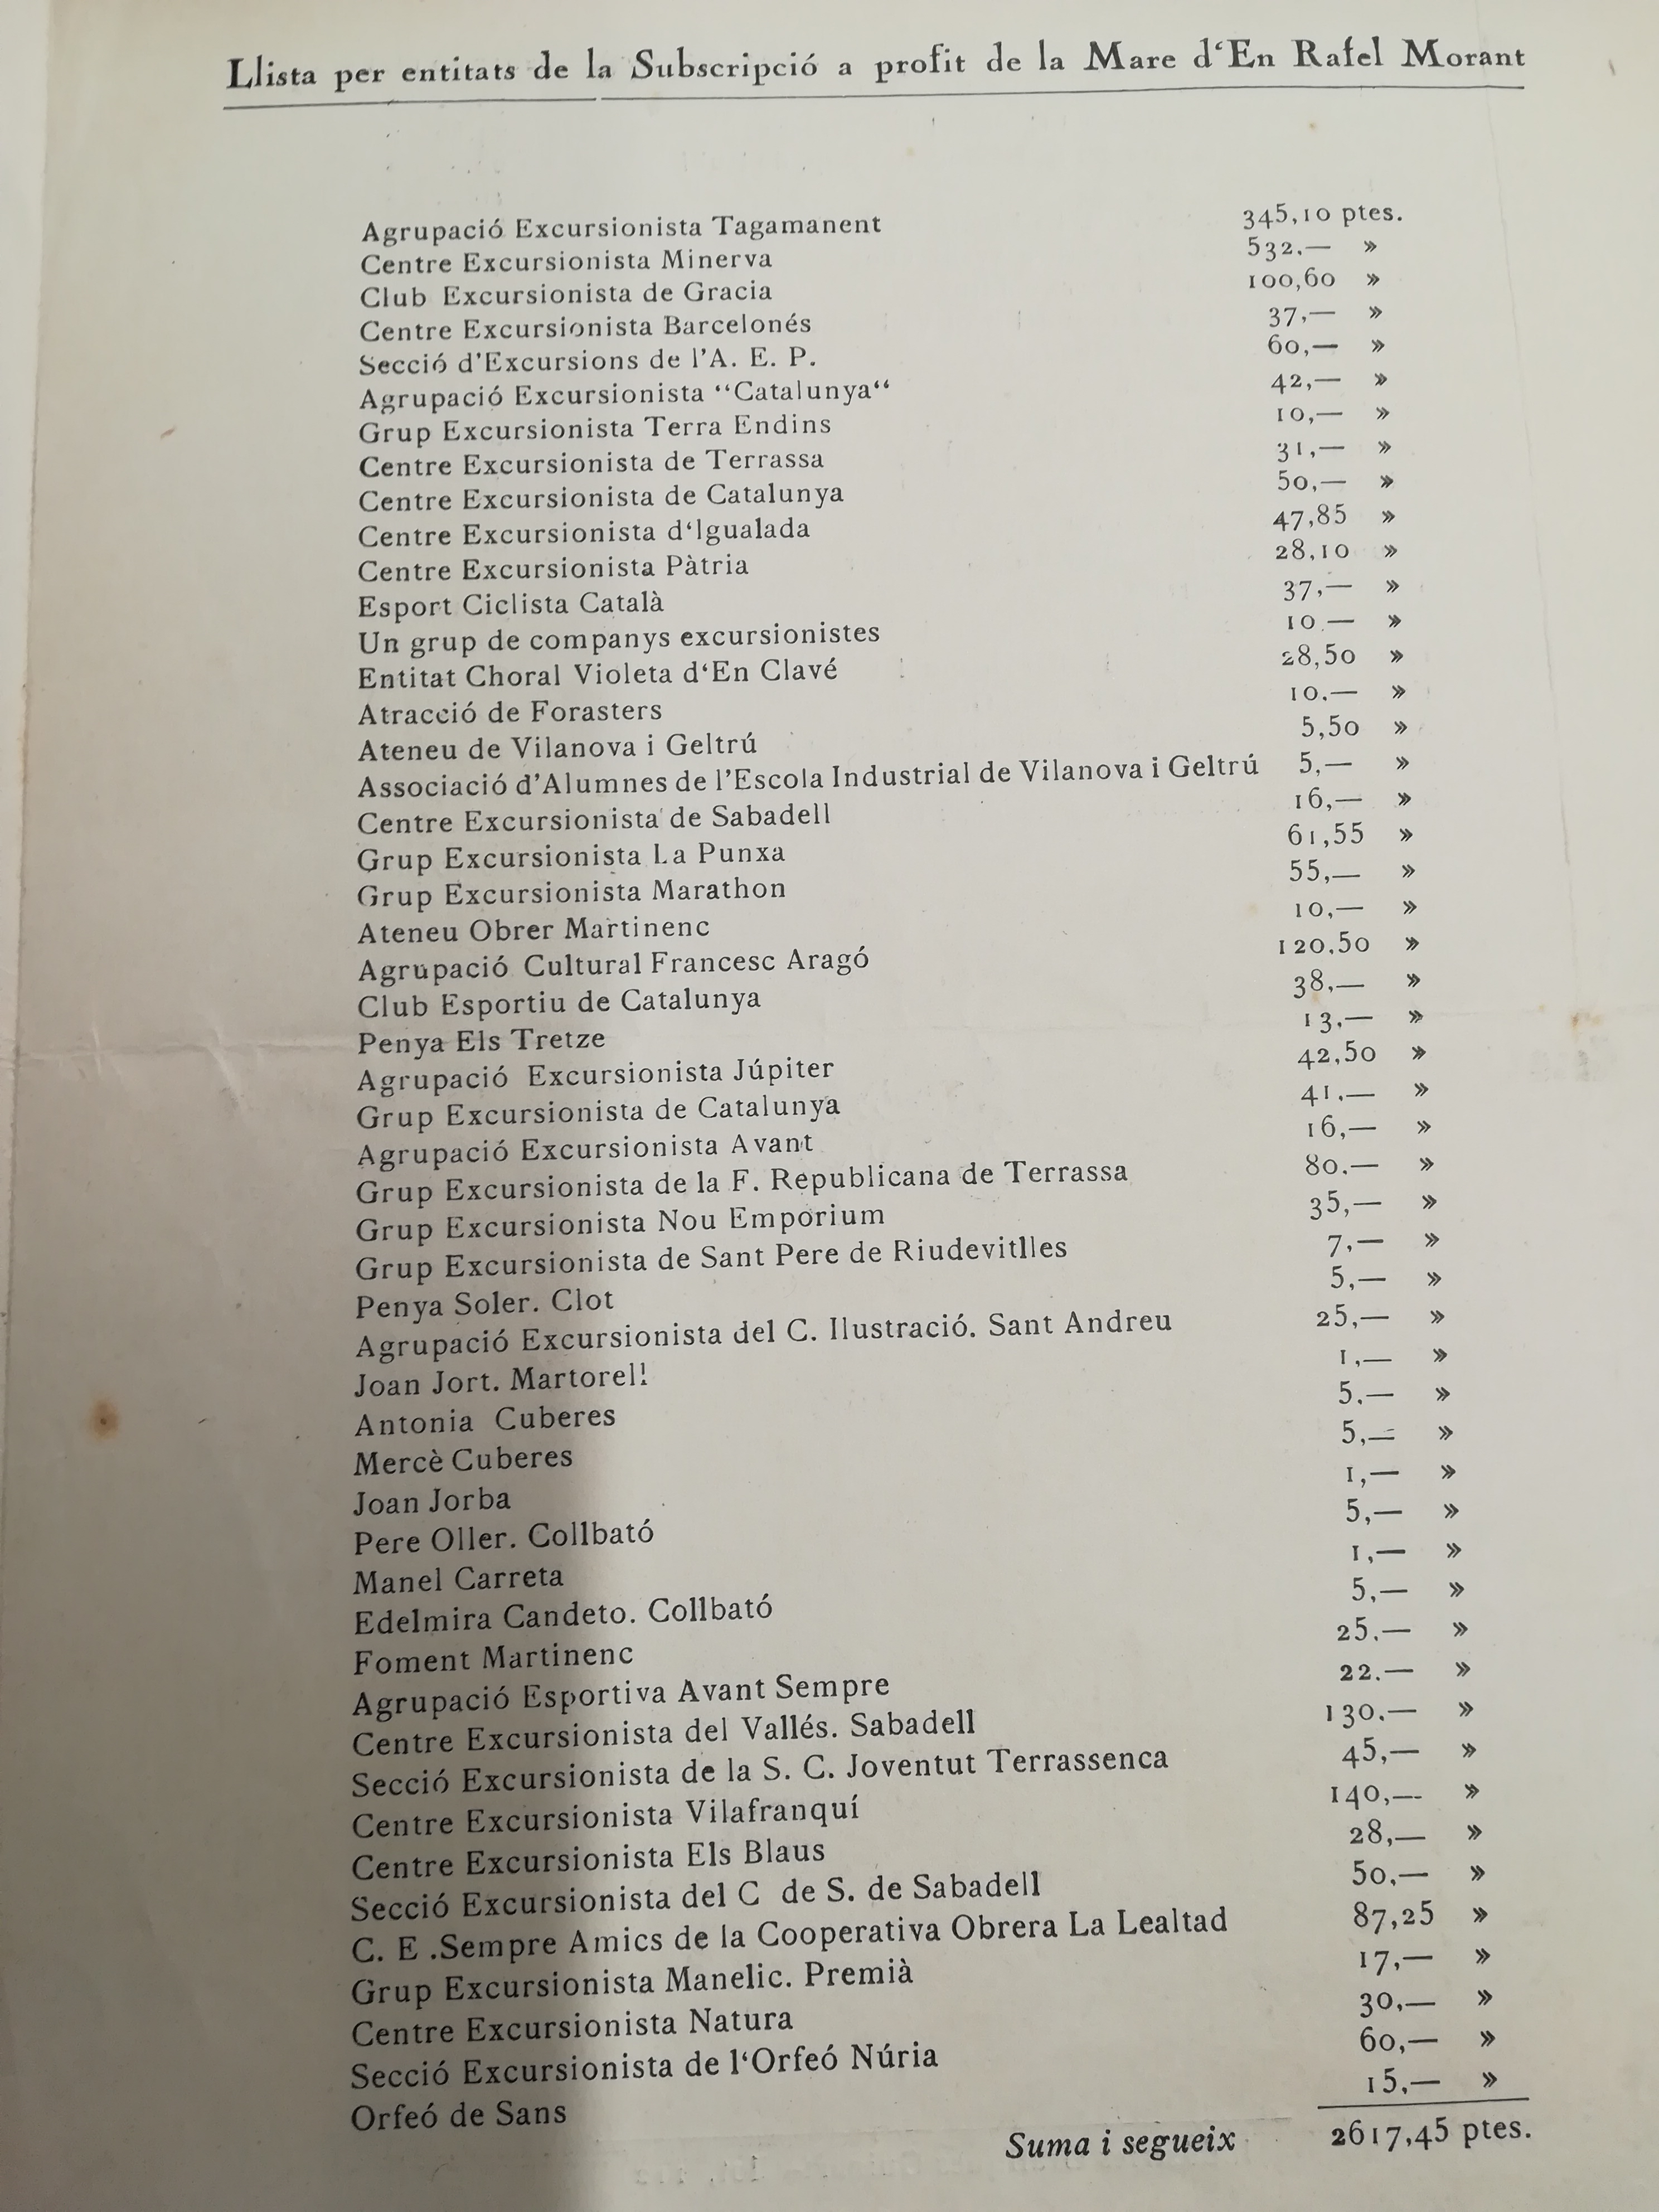 Llista per entitats de la Subscripció a profit de la Mare d‘En Rafel Morant
Agrupació Excursionista Tagamanent 345,10 ptes.
Centre Excursionista Minerva 532.— »
Club Excursionista de Gracia 100,60 »
Centre Excursionista Barcelonés 37,— »
Secció d’Excursions de l’A. E. P. 60,— »
Agrupació Excursionista “Catalunya“ 42,— »
Grup Excursionista Terra Endins 10,— »
Centre Excursionista de Terrassa 31,— »
Centre Excursionista de Catalunya 50,— »
Centre Excursionista d‘Igualada 47,85 »
Centre Excursionista Pàtria 28,10 »
Esport Ciclista Català 37,— »
Un grup de companys excursionistes 10.— »
Entitat Choral Violeta d‘En Clavé 28,50 »
Atracció de Forasters 10.— »
Ateneu de Vilanova i Geltrú 5,50 »
Associació d’Alumnes de l’Escola Industrial de Vilanova i Geltrú 5,— »
Centre Excursionista de Sabadell 16,— »
Grup Excursionista La Punxa 61,55 »
Grup Excursionista Marathon 55,— »
Ateneu Obrer Martinenc 10,— »
Agrupació Cultural Francesc Aragó 120,50 »
Club Esportiu de Catalunya 38,— »
Penya Els Tretze 13,— »
Agrupació Excursionista Júpiter 42,50 »
Grup Excursionista de Catalunya 41,— »
Agrupació Excursionista Avant 16,— »
Grup Excursionista de la F. Republicana de Terrassa 80.— »
Grup Excursionista Nou Emporium 35,— »
Grup Excursionista de Sant Pere de Riudevitlles 7,— »
Penya Soler. Clot 5,— »
Agrupació Excursionista del C. Ilustració. Sant Andreu 25,— »
Joan Jort. Martorell 1,— »
Antonia Cuberes 5.— »
Mercè Cuberes 5,— »
Joan Jorba 1,— »
Pere Oller. Collbató 5,— »
Manel Carreta 1,— »
Edelmira Candeto. Collbató 5,— »
Foment Martinenc 25.— »
Agrupació Esportiva Avant Sempre 22.— »
Centre Excursionista del Vallés. Sabadell 130.— »
Secció Excursionista de la S. C. Joventut Terrassenca 45,— »
Centre Excursionista Vilafranquí 140,— »
Centre Excursionista Els Blaus 28,— »
Secció Excursionista del C de S. de Sabadell 50,— »
C. E .Sempre Amics de la Cooperativa Obrera La Lealtad 87,25 »
Grup Excursionista Manelic. Premià 17,— »
Centre Excursionista Natura 30,— »
Secció Excursionista de l‘Orfeó Núria 60,— »
Orfeó de Sans 15,— »
Suma i segueix 2617,45 ptes.